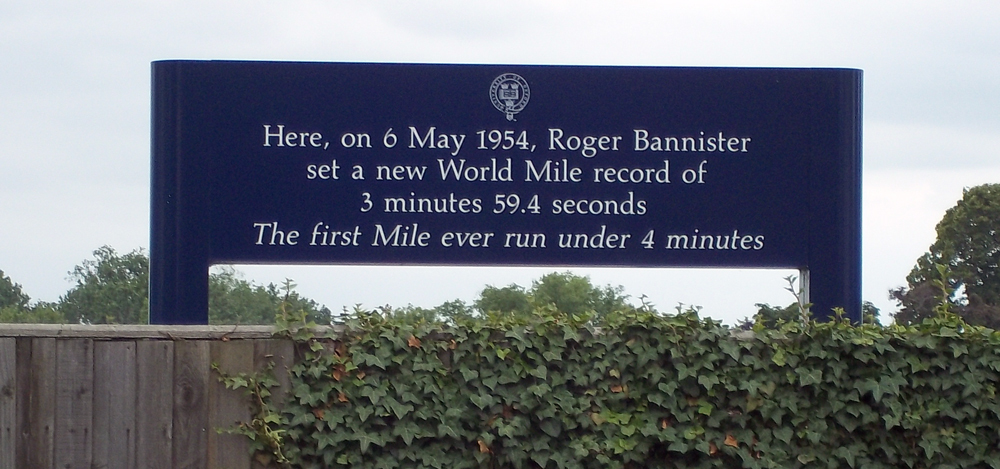 Here, on 6 May 1954, Roger Bannister
set a new World Mile record of
3 minutes 59.4 seconds
The first Mile ever run under 4 minutes